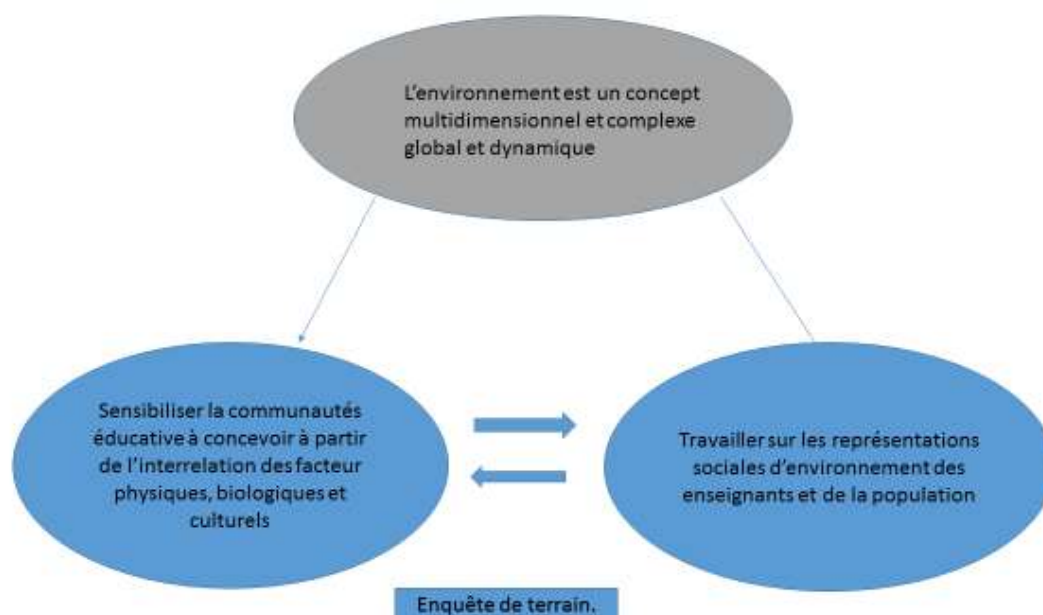 L'environnement est un concept
multidimensionnel et complexe
global et dynamique
Sensibiliser la communautés
éducative à concevoir à partir
de l'interrelation des facteur
physiques, biologiques et
culturels
Travailler sur les représentations
sociales d'environnement des
enseignants et de la population
Enquête de terrain.